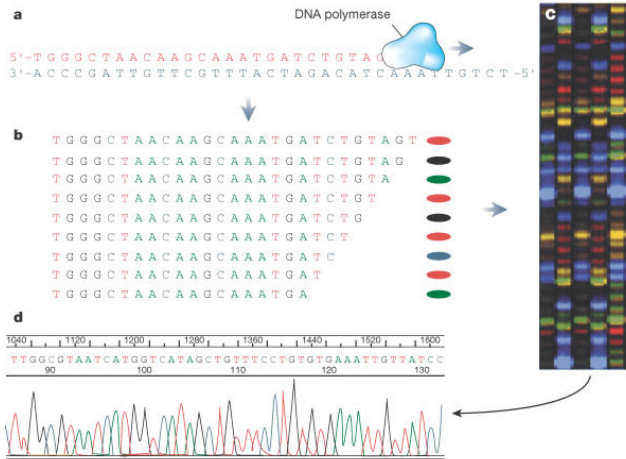 a
DNA polymerase
c
5'-TGGGCTAACAAGCAAATGATCTGTAG
3'-ACCCGATTGTTCGTTTACTAGACATCAAATTGTCT-5'
b
TGGGCTAACAAGCAAATGATCTGTAGT
TGGGCTAACAAGCAAATGATCTGTAG
TGGGCTAACAAGCAAATGATCTGTA
TGGGCTAACAAGCAAATGATCTGT
TGGGCTAACAAGCAAATGATCTG
TGGGCTAACAAGCAAATGATCT
TGGGCTAACAAGCAAATGATC
TGGGCTAACAAGCAAATGAT
TGGGCTAACAAGCAAATGA
d
1040 1120 1200 1280 1360 1440 1520 1600
TTGGCGTAATCATGGTCATAGCTGTTTCCTGTGTGAAATTGTTATCC
90 100 110 120 130